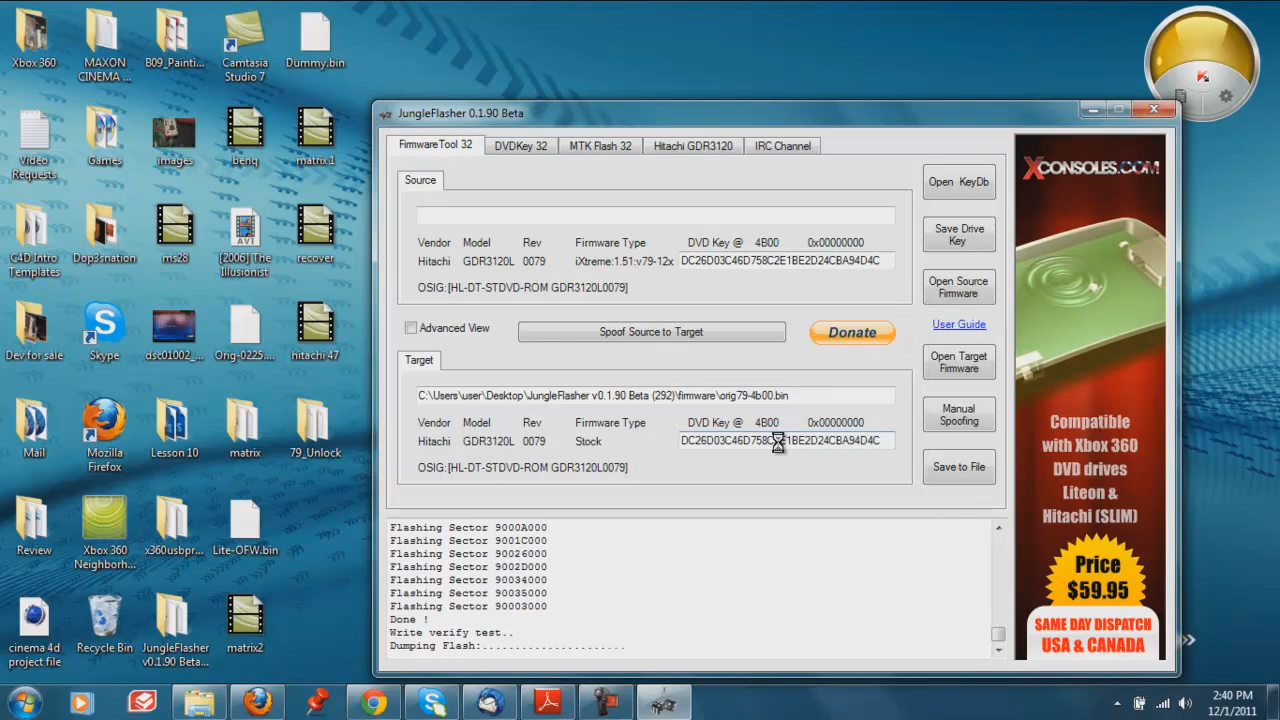 Xbox 360
MAXON CINEMA ...
B09_Painti...
Camtasia Studio 7
Dummy.bin
Video Requests
Games
images
benq
matrix 1
C4D Intro Templates
Dop3snation
ms28
[2006] The Illusionist
AVI
recover
Dev for sale
Skype
dsc01002_...
Orig-0225....
hitachi 47
Mail
Mozilla Firefox
Lesson 10
matrix
79_Unlock
Review
Xbox 360 Neighborh...
x360usbpr...
Lite-OFW.bin
cinema 4d project file
Recycle Bin
JungleFlasher v0.1.90 Beta...
matrix2
JungleFlasher 0.1.90 Beta
FirmwareTool 32
DVDKey 32
MTK Flash 32
Hitachi GDR3120
IRC Channel
Source
Vendor Model Rev Firmware Type DVD Key @ 4B00 0x00000000
Hitachi GDR3120L 0079 iXtreme:1.51:v79-12x DC26D03C46D758C2E1BE2D24CBA94D4C
OSIG:[HL-DT-STDVD-ROM GDR3120L0079]
Advanced View
Spoof Source to Target
Donate
Target
C:\Users\user\Desktop\JungleFlasher v0.1.90 Beta (292)\firmware\orig79-4b00.bin
Vendor Model Rev Firmware Type DVD Key @ 4B00 0x00000000
Hitachi GDR3120L 0079 Stock DC26D03C46D758C2E1BE2D24CBA94D4C
OSIG:[HL-DT-STDVD-ROM GDR3120L0079]
Open KeyDb
Save Drive Key
Open Source Firmware
User Guide
Open Target Firmware
Manual Spoofing
Save to File
Flashing Sector 9000A000
Flashing Sector 9001C000
Flashing Sector 90026000
Flashing Sector 9002D000
Flashing Sector 90034000
Flashing Sector 90035000
Flashing Sector 90003000
Done !
Write verify test..
Dumping Flash:......................
XCONSOLES.COM
Compatible
with Xbox 360
DVD drives
Liteon &
Hitachi (SLIM)
Price
$59.95
SAME DAY DISPATCH
USA & CANADA
2:40 PM
12/1/2011